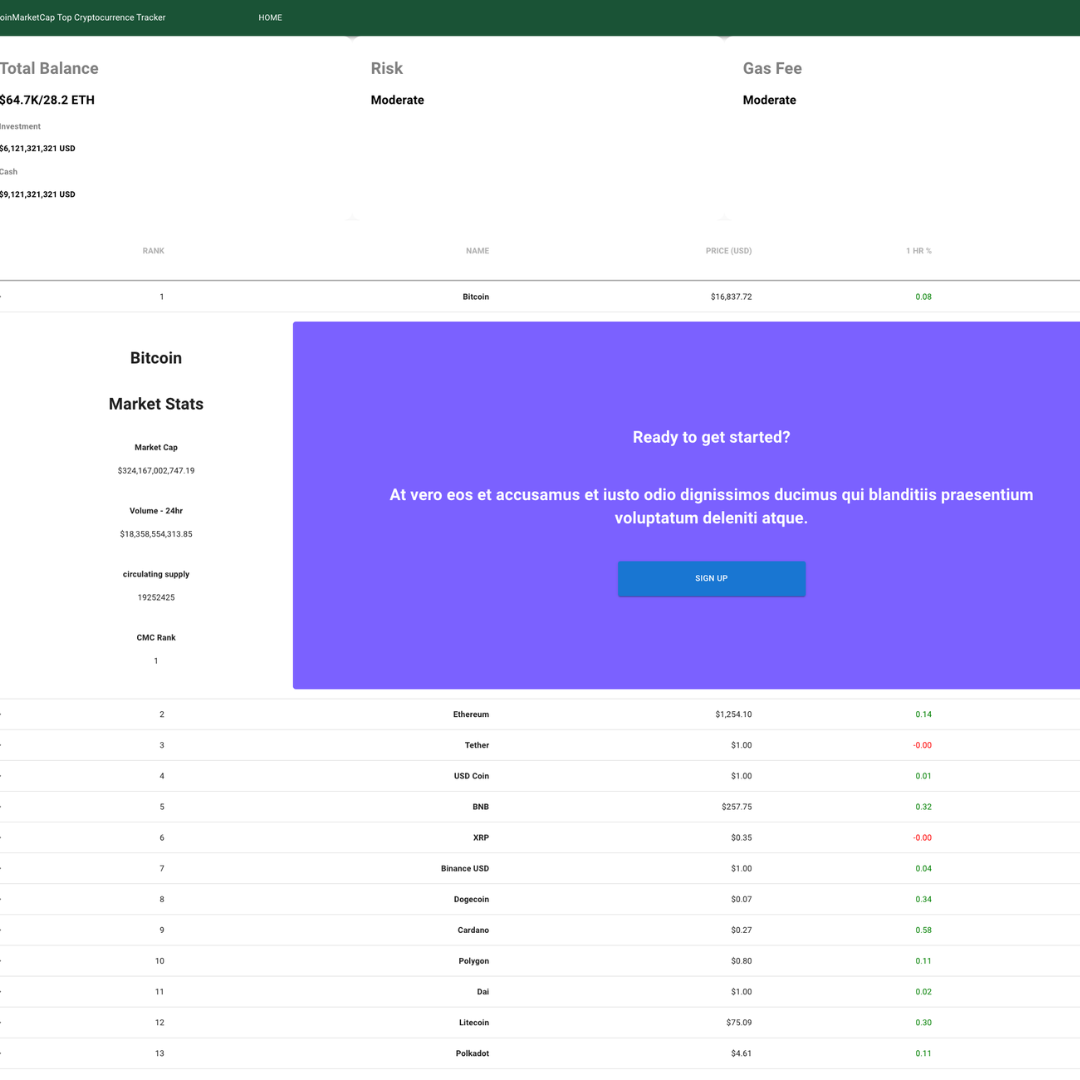 oinMarketCap Top Cryptocurrence Tracker HOME
Total Balance Risk Gas Fee
$64.7K/28.2 ETH Moderate Moderate
Investment
$6,121,321,321 USD
Cash
$9,121,321,321 USD
RANK NAME PRICE (USD) 1 HR %
1 Bitcoin $16,837.72 0.08
Bitcoin
Market Stats
Market Cap
$324,167,002,747.19
Volume - 24hr
$18,358,554,313.85
circulating supply
19252425
CMC Rank
1
Ready to get started?
At vero eos et accusamus et iusto odio dignissimos ducimus qui blanditiis praesentium
voluptatum deleniti atque.
SIGN UP
2 Ethereum $1,254.10 0.14
3 Tether $1.00 -0.00
4 USD Coin $1.00 0.01
5 BNB $257.75 0.32
6 XRP $0.35 -0.00
7 Binance USD $1.00 0.04
8 Dogecoin $0.07 0.34
9 Cardano $0.27 0.58
10 Polygon $0.80 0.11
11 Dai $1.00 0.02
12 Litecoin $75.09 0.30
13 Polkadot $4.61 0.11